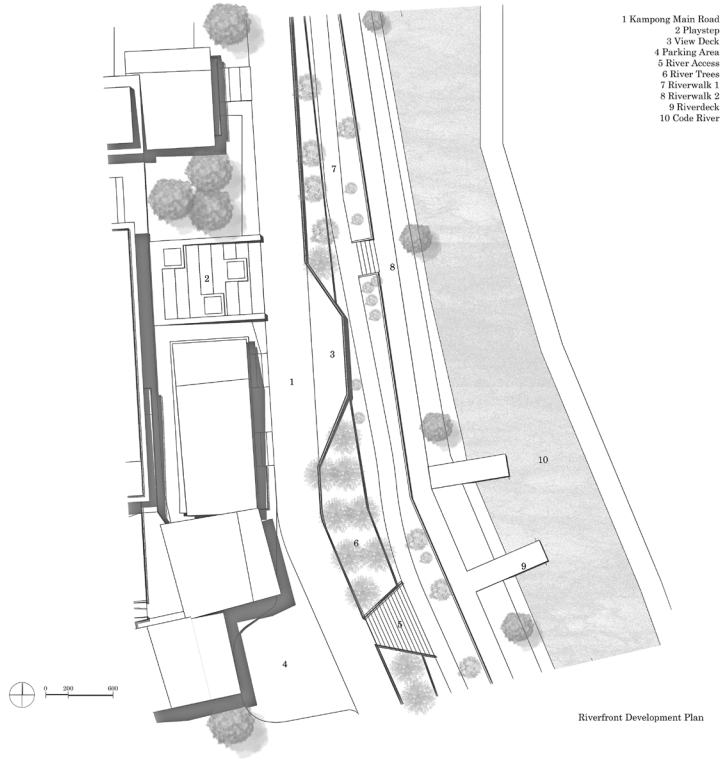 1 Kampong Main Road
2 Playstep
3 View Deck
4 Parking Area
5 River Access
6 River Trees
7 Riverwalk 1
8 Riverwalk 2
9 Riverdeck
10 Code River
7
8
2
3
1
10
6
9
5
4
0 200 600
Riverfront Development Plan